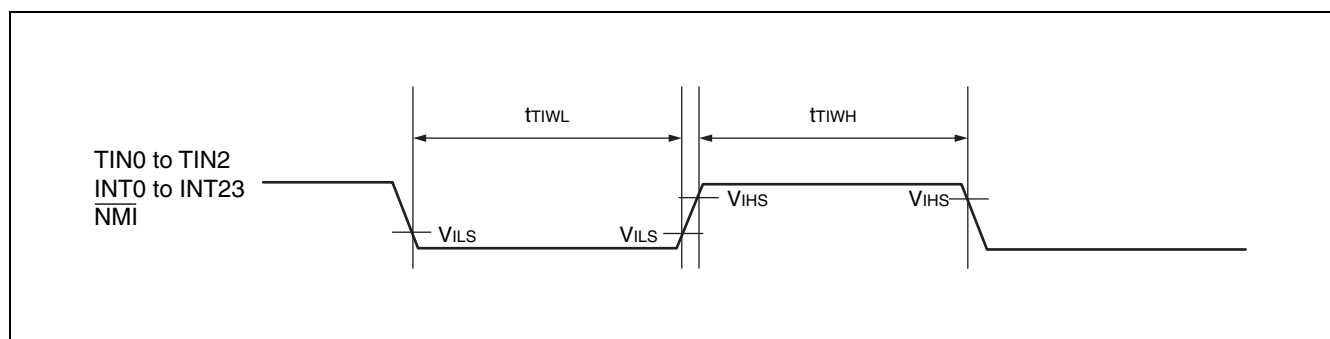 tTIWL
tTIWH
TIN0 to TIN2
INT0 to INT23
NMI
VILS
VILS
VIHS
VIHS